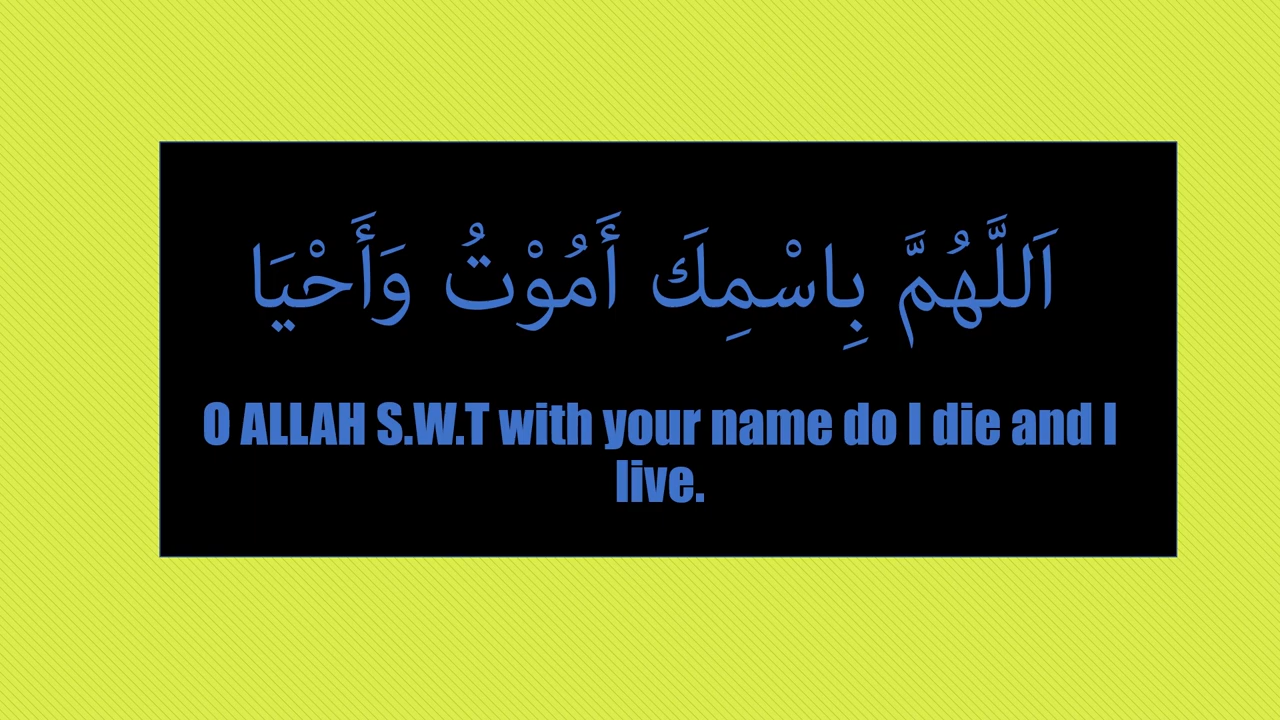 اَللَّهُمَّ بِاسْمِكَ أَمُوْتُ وَأَحْيَا
O ALLAH S.W.T with your name do I die and I
live.